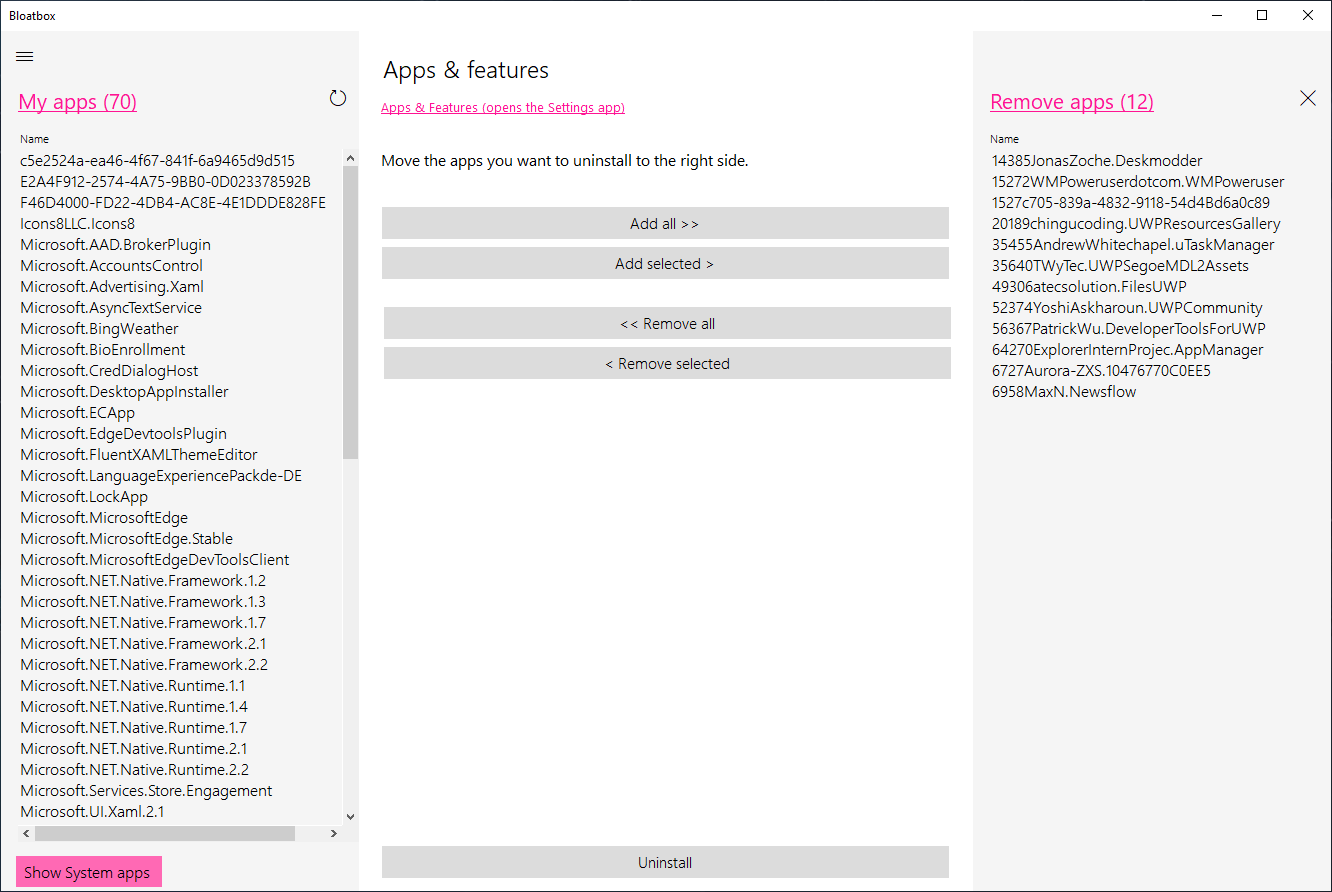 Bloatbox
My apps (70)
Name
c5e2524a-ea46-4f67-841f-6a9465d9d515
E2A4F912-2574-4A75-9BB0-0D023378592B
F46D4000-FD22-4DB4-AC8E-4E1DDDE828FE
Icons8LLC.Icons8
Microsoft.AAD.BrokerPlugin
Microsoft.AccountsControl
Microsoft.Advertising.Xaml
Microsoft.AsyncTextService
Microsoft.BingWeather
Microsoft.BioEnrollment
Microsoft.CredDialogHost
Microsoft.DesktopAppInstaller
Microsoft.ECApp
Microsoft.EdgeDevtoolsPlugin
Microsoft.FluentXAMLThemeEditor
Microsoft.LanguageExperiencePackde-DE
Microsoft.LockApp
Microsoft.MicrosoftEdge
Microsoft.MicrosoftEdge.Stable
Microsoft.MicrosoftEdgeDevToolsClient
Microsoft.NET.Native.Framework.1.2
Microsoft.NET.Native.Framework.1.3
Microsoft.NET.Native.Framework.1.7
Microsoft.NET.Native.Framework.2.1
Microsoft.NET.Native.Framework.2.2
Microsoft.NET.Native.Runtime.1.1
Microsoft.NET.Native.Runtime.1.4
Microsoft.NET.Native.Runtime.1.7
Microsoft.NET.Native.Runtime.2.1
Microsoft.NET.Native.Runtime.2.2
Microsoft.Services.Store.Engagement
Microsoft.UI.Xaml.2.1
Show System apps
Apps & features
Apps & Features (opens the Settings app)
Move the apps you want to uninstall to the right side.
Add all >>
Add selected >
<< Remove all
< Remove selected
Uninstall
Remove apps (12)
Name
14385JonasZoche.Deskmodder
15272WMPoweruserdotcom.WMPoweruser
1527c705-839a-4832-9118-54d4Bd6a0c89
20189chingucoding.UWPResourcesGallery
35455AndrewWhitechapel.uTaskManager
35640TWyTec.UWPSegoeMDL2Assets
49306atecsolution.FilesUWP
52374YoshiAskharoun.UWPCommunity
56367PatrickWu.DeveloperToolsForUWP
64270ExplorerInternProjec.AppManager
6727Aurora-ZXS.10476770C0EE5
6958MaxN.Newsflow